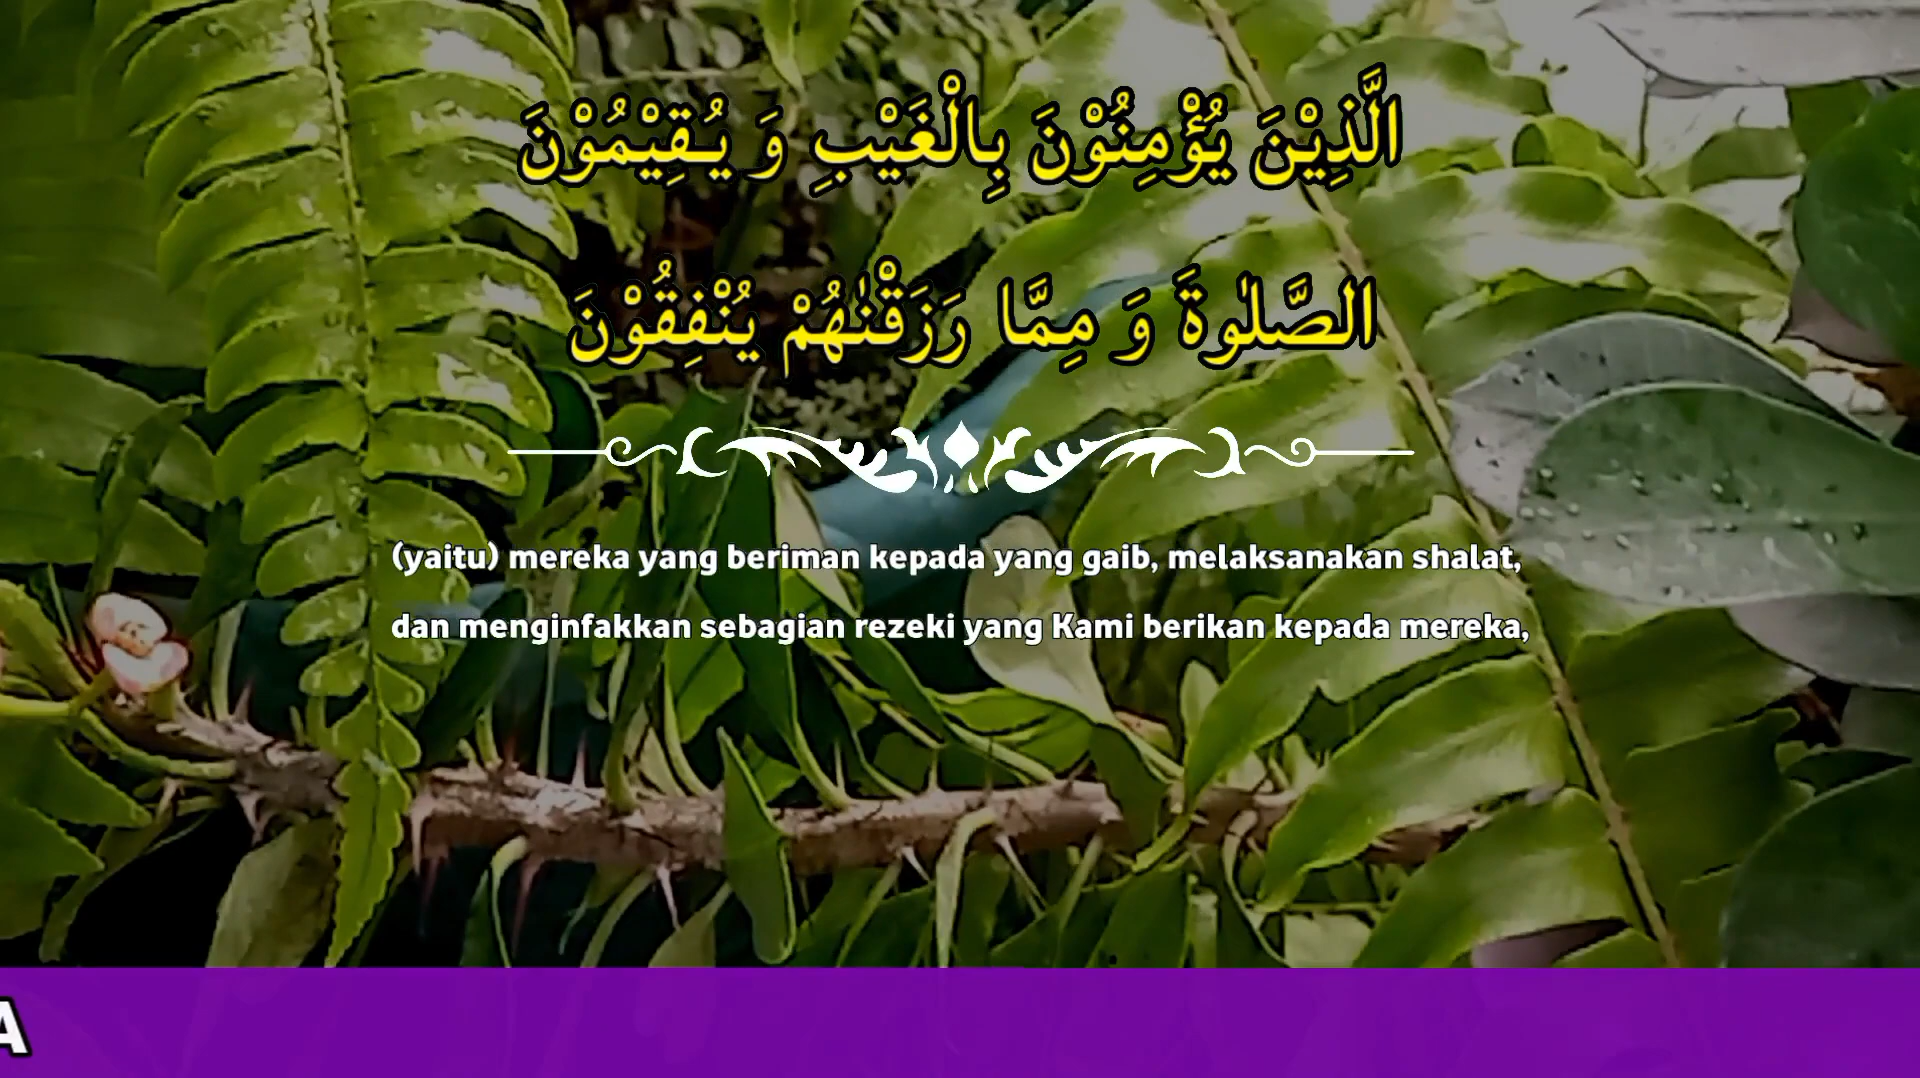 الَّذِيْنَ يُؤْمِنُوْنَ بِالْغَيْبِ وَ يُـقِيْمُوْنَ
الصَّلٰوةَ وَ مِمَّا رَزَقْنٰهُمْ يُنْفِقُوْنَ
(yaitu) mereka yang beriman kepada yang gaib, melaksanakan shalat,
dan menginfakkan sebagian rezeki yang Kami berikan kepada mereka,
A